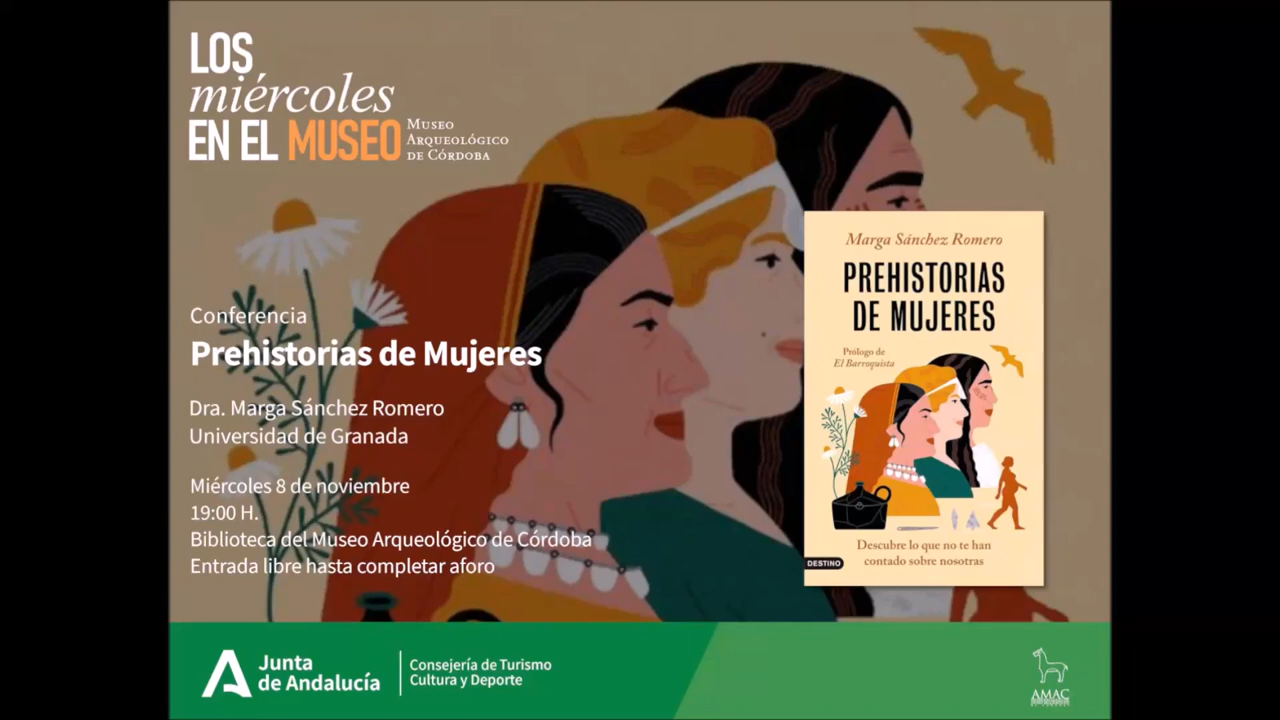 LOS
miércoles
EN EL MUSEO
MUSEO
ARQUEOLÓGICO
DE CÓRDOBA
Conferencia
Prehistorias de Mujeres
Dra. Marga Sánchez Romero
Universidad de Granada
Miércoles 8 de noviembre
19:00 H.
Biblioteca del Museo Arqueológico de Córdoba
Entrada libre hasta completar aforo
Marga Sánchez Romero
PREHISTORIAS
DE MUJERES
Prólogo de
El Barroquista
Descubre lo que no te han
contado sobre nosotras
DESTINO
Junta
de Andalucía
Consejería de Turismo
Cultura y Deporte
AMAC